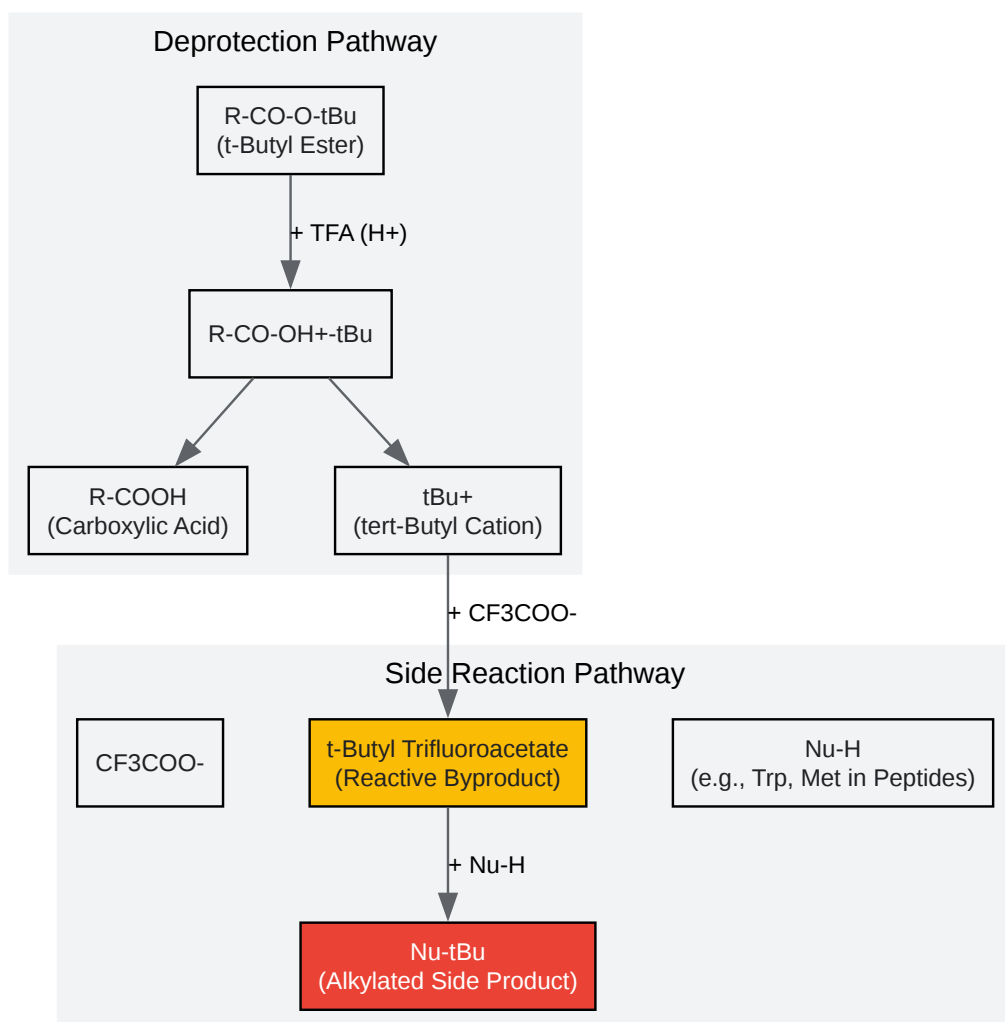 Deprotection Pathway
R-CO-O-tBu
(t-Butyl Ester)
+ TFA (H+)
R-CO-OH+-tBu
R-COOH
(Carboxylic Acid)
tBu+
(tert-Butyl Cation)
+ CF3COO-
Side Reaction Pathway
CF3COO-
t-Butyl Trifluoroacetate
(Reactive Byproduct)
Nu-H
(e.g., Trp, Met in Peptides)
+ Nu-H
Nu-tBu
(Alkylated Side Product)